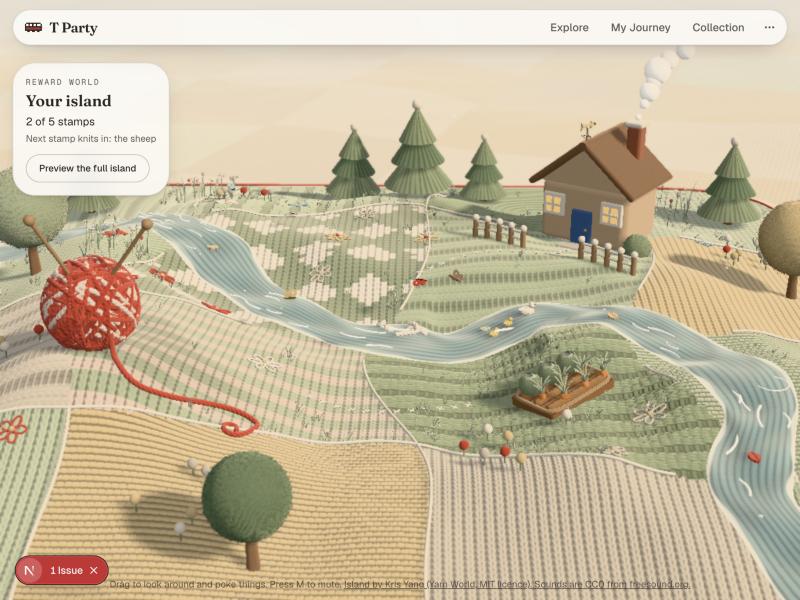 T Party
Explore My Journey Collection ...
REWARD WORLD
Your island
2 of 5 stamps
Next stamp knits in: the sheep
Preview the full island
N 1 Issue ×
Drag to look around and poke things. Press M to mute. Island by Kris Yang (Yarn World, MIT licence). Sounds are CC0 from freesound.org.